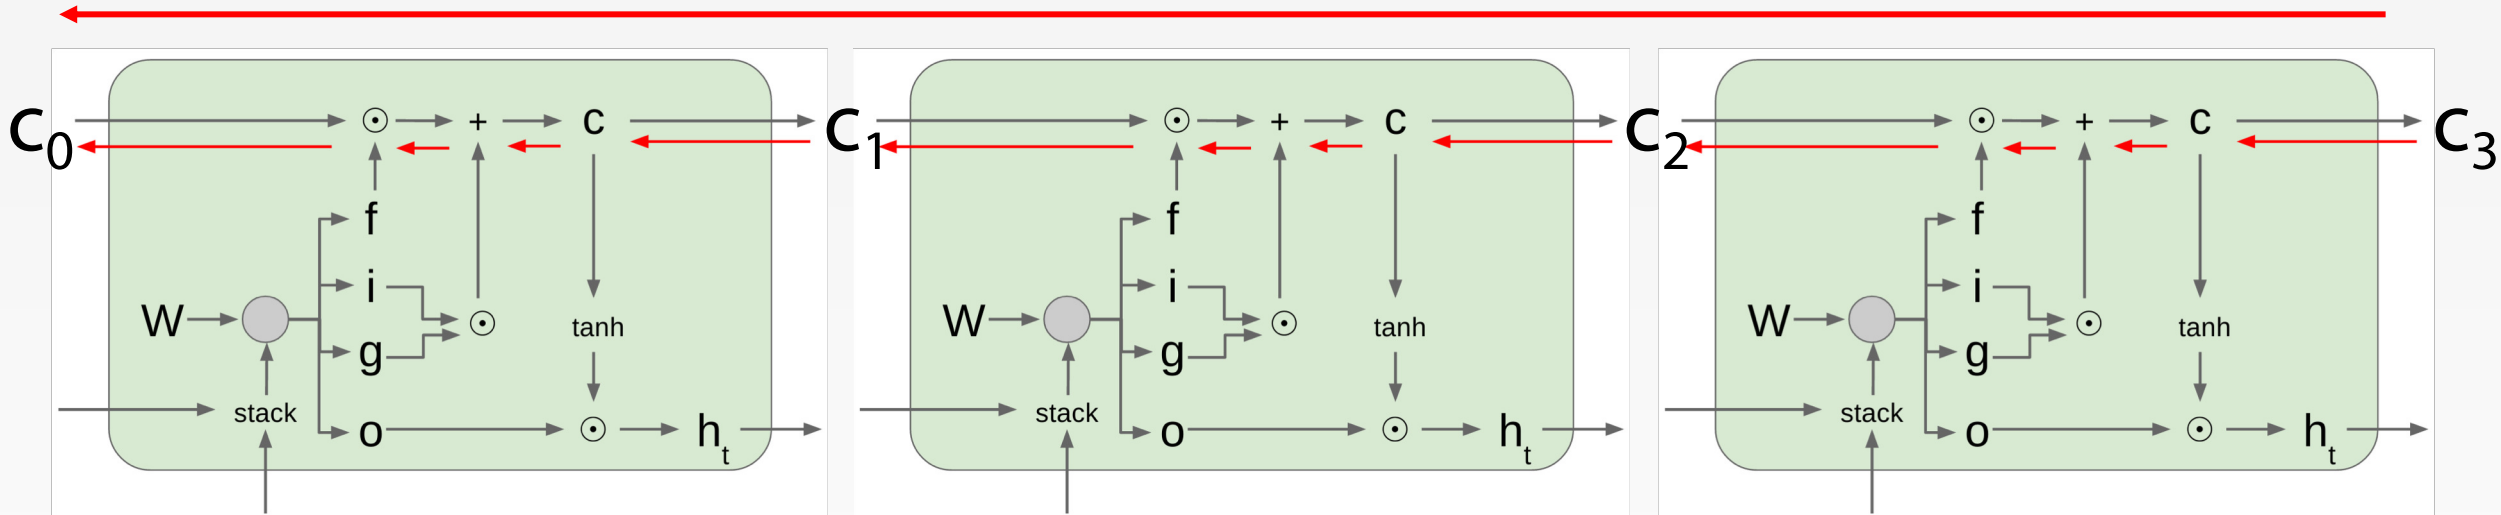 C0 ⊙ + c C1 ⊙ + c C2 ⊙ + c C3
f f f
i i i
W ⊙ tanh W ⊙ tanh W ⊙ tanh
g g g
stack stack stack
o ⊙ ht o ⊙ ht o ⊙ ht